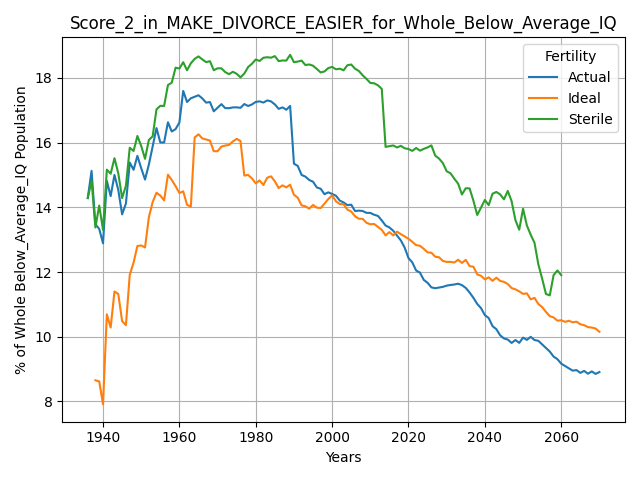 Score_2_in_MAKE_DIVORCE_EASIER_for_Whole_Below_Average_IQ
Fertility
Actual
Ideal
Sterile
% of Whole Below_Average_IQ Population
18
16
14
12
10
8
1940
1960
1980
2000
2020
2040
2060
Years